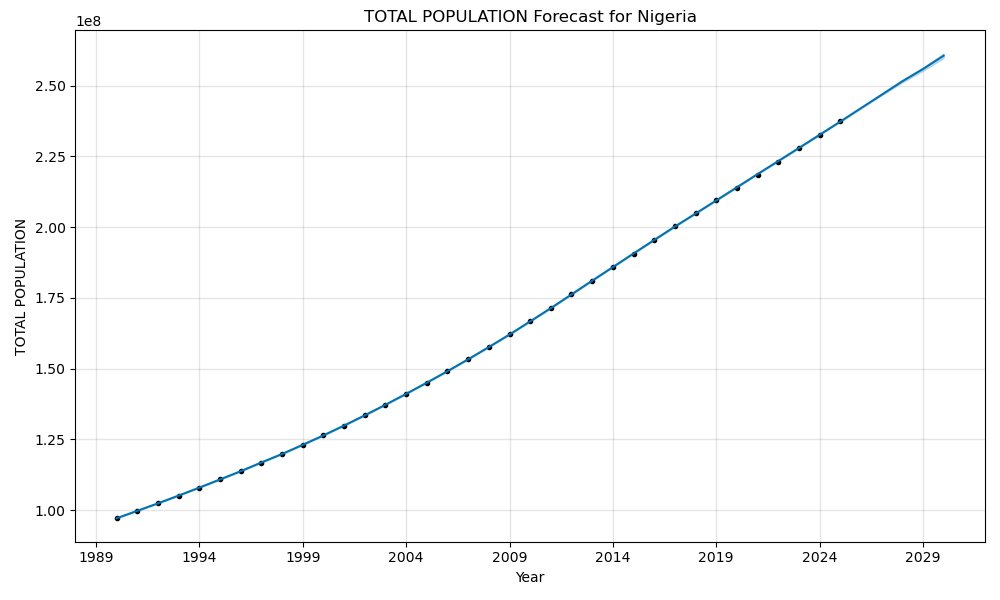 TOTAL POPULATION Forecast for Nigeria
1e8
2.50
2.25
2.00
1.75
1.50
1.25
1.00
TOTAL POPULATION
1989 1994 1999 2004 2009 2014 2019 2024 2029
Year